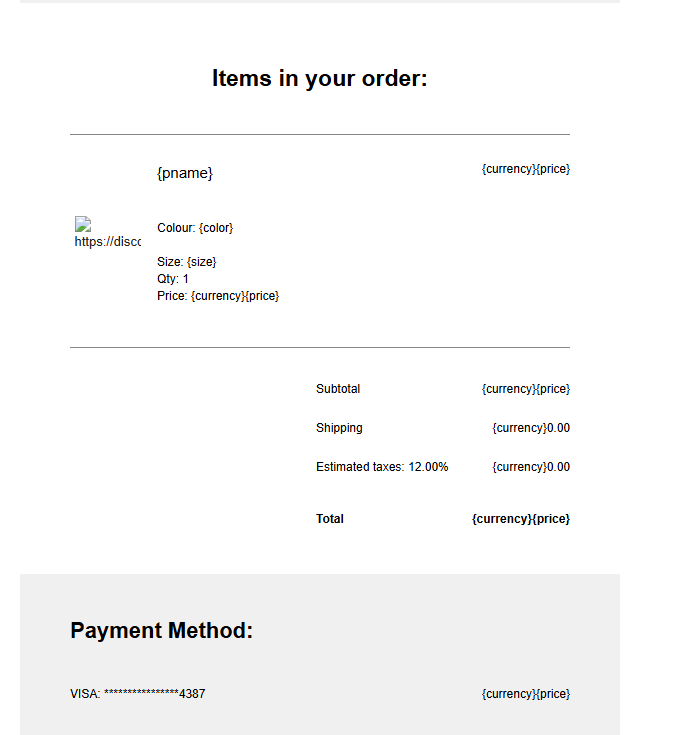 Items in your order:
{pname} {currency}{price}
https://disco
Colour: {color}
Size: {size}
Qty: 1
Price: {currency}{price}
Subtotal {currency}{price}
Shipping {currency}0.00
Estimated taxes: 12.00% {currency}0.00
Total {currency}{price}
Payment Method:
VISA: ***************4387 {currency}{price}